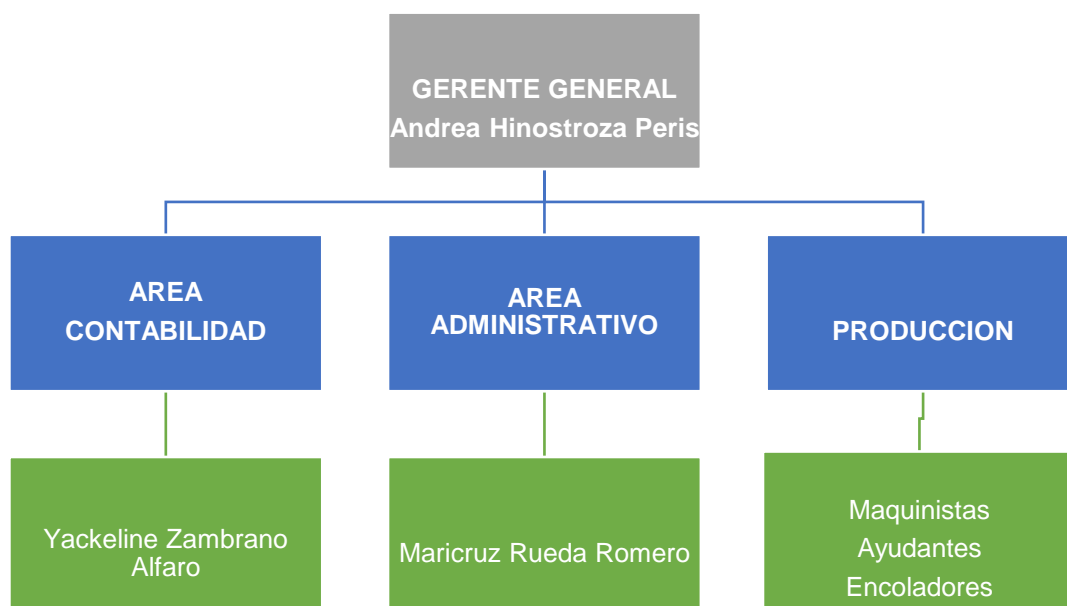 GERENTE GENERAL
Andrea Hinostroza Peris
AREA
CONTABILIDAD
AREA
ADMINISTRATIVO
PRODUCCION
Yackeline Zambrano
Alfaro
Maricruz Rueda Romero
Maquinistas
Ayudantes
Encoladores